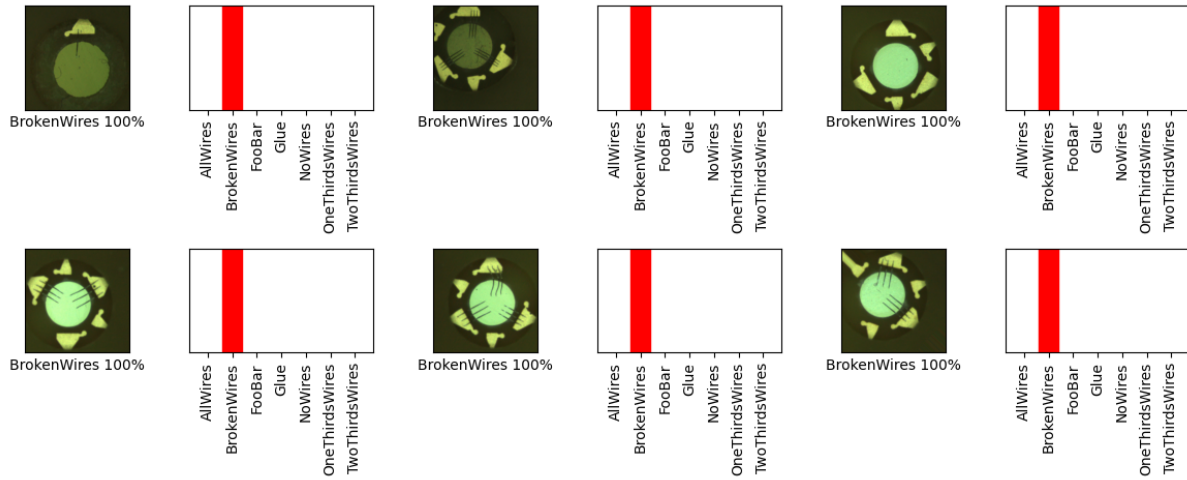 BrokenWires 100%
AllWires
BrokenWires
FooBar
Glue
NoWires
OneThirdsWires
TwoThirdsWires
BrokenWires 100%
AllWires
BrokenWires
FooBar
Glue
NoWires
OneThirdsWires
TwoThirdsWires
BrokenWires 100%
AllWires
BrokenWires
FooBar
Glue
NoWires
OneThirdsWires
TwoThirdsWires
BrokenWires 100%
AllWires
BrokenWires
FooBar
Glue
NoWires
OneThirdsWires
TwoThirdsWires
BrokenWires 100%
AllWires
BrokenWires
FooBar
Glue
NoWires
OneThirdsWires
TwoThirdsWires
BrokenWires 100%
AllWires
BrokenWires
FooBar
Glue
NoWires
OneThirdsWires
TwoThirdsWires